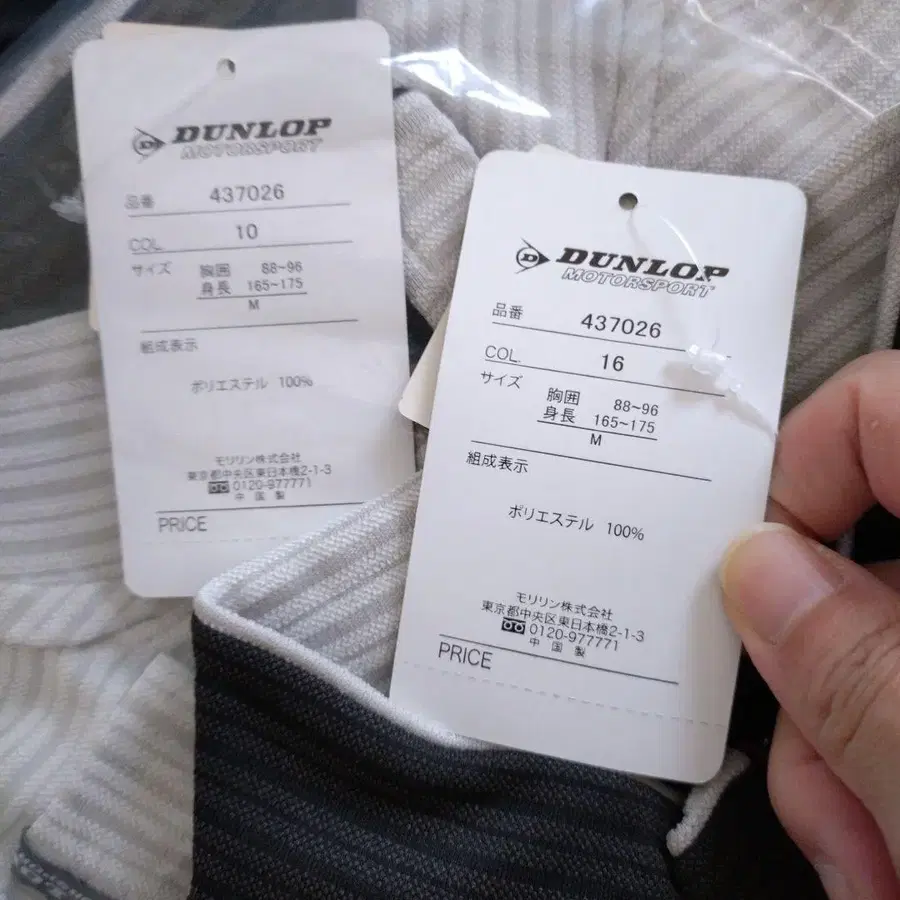 DUNLOP
MOTORSPORT
品番 437026
COL. 10
サイズ 胸囲 88~96
身長 165~175
M
組成表示
ポリエステル 100%
モリリン株式会社
東京都中央区東日本橋2-1-3
0120-977771
中国製
PRICE
D DUNLOP
MOTORSPORT
品番 437026
COL. 16
サイズ 胸囲 88~96
身長 165~175
M
組成表示
ポリエステル 100%
モリリン株式会社
東京都中央区東日本橋2-1-3
0120-977771
中国製
PRICE